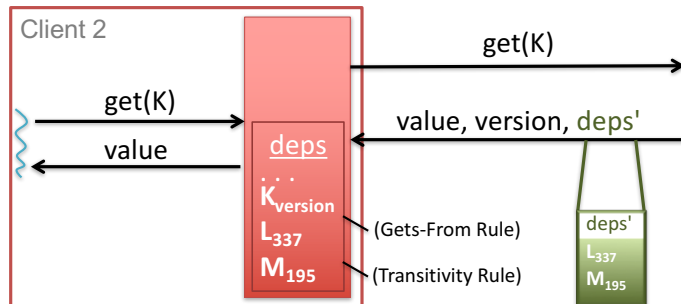 Client 2
get(K)
get(K)
value, version, deps'
value
deps
. . .
Kversion
L337
M195
(Gets-From Rule)
(Transitivity Rule)
deps'
L337
M195